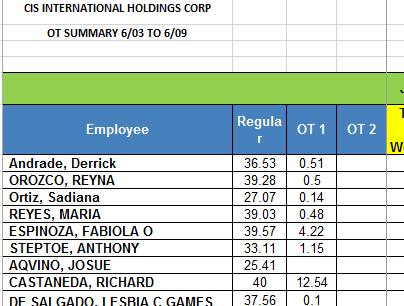 CIS INTERNATIONAL HOLDINGS CORP
OT SUMMARY 6/03 TO 6/09
Employee Regula r OT 1 OT 2
Andrade, Derrick 36.53 0.51
OROZCO, REYNA 39.28 0.5
Ortiz, Sadiana 27.07 0.14
REYES, MARIA 39.03 0.48
ESPINOZA, FABIOLA O 39.57 4.22
STEPTOE, ANTHONY 33.11 1.15
AQVINO, JOSUE 25.41
CASTANEDA, RICHARD 40 12.54
DE SALGADO, LESBIA C GAMES 37.56 0.1